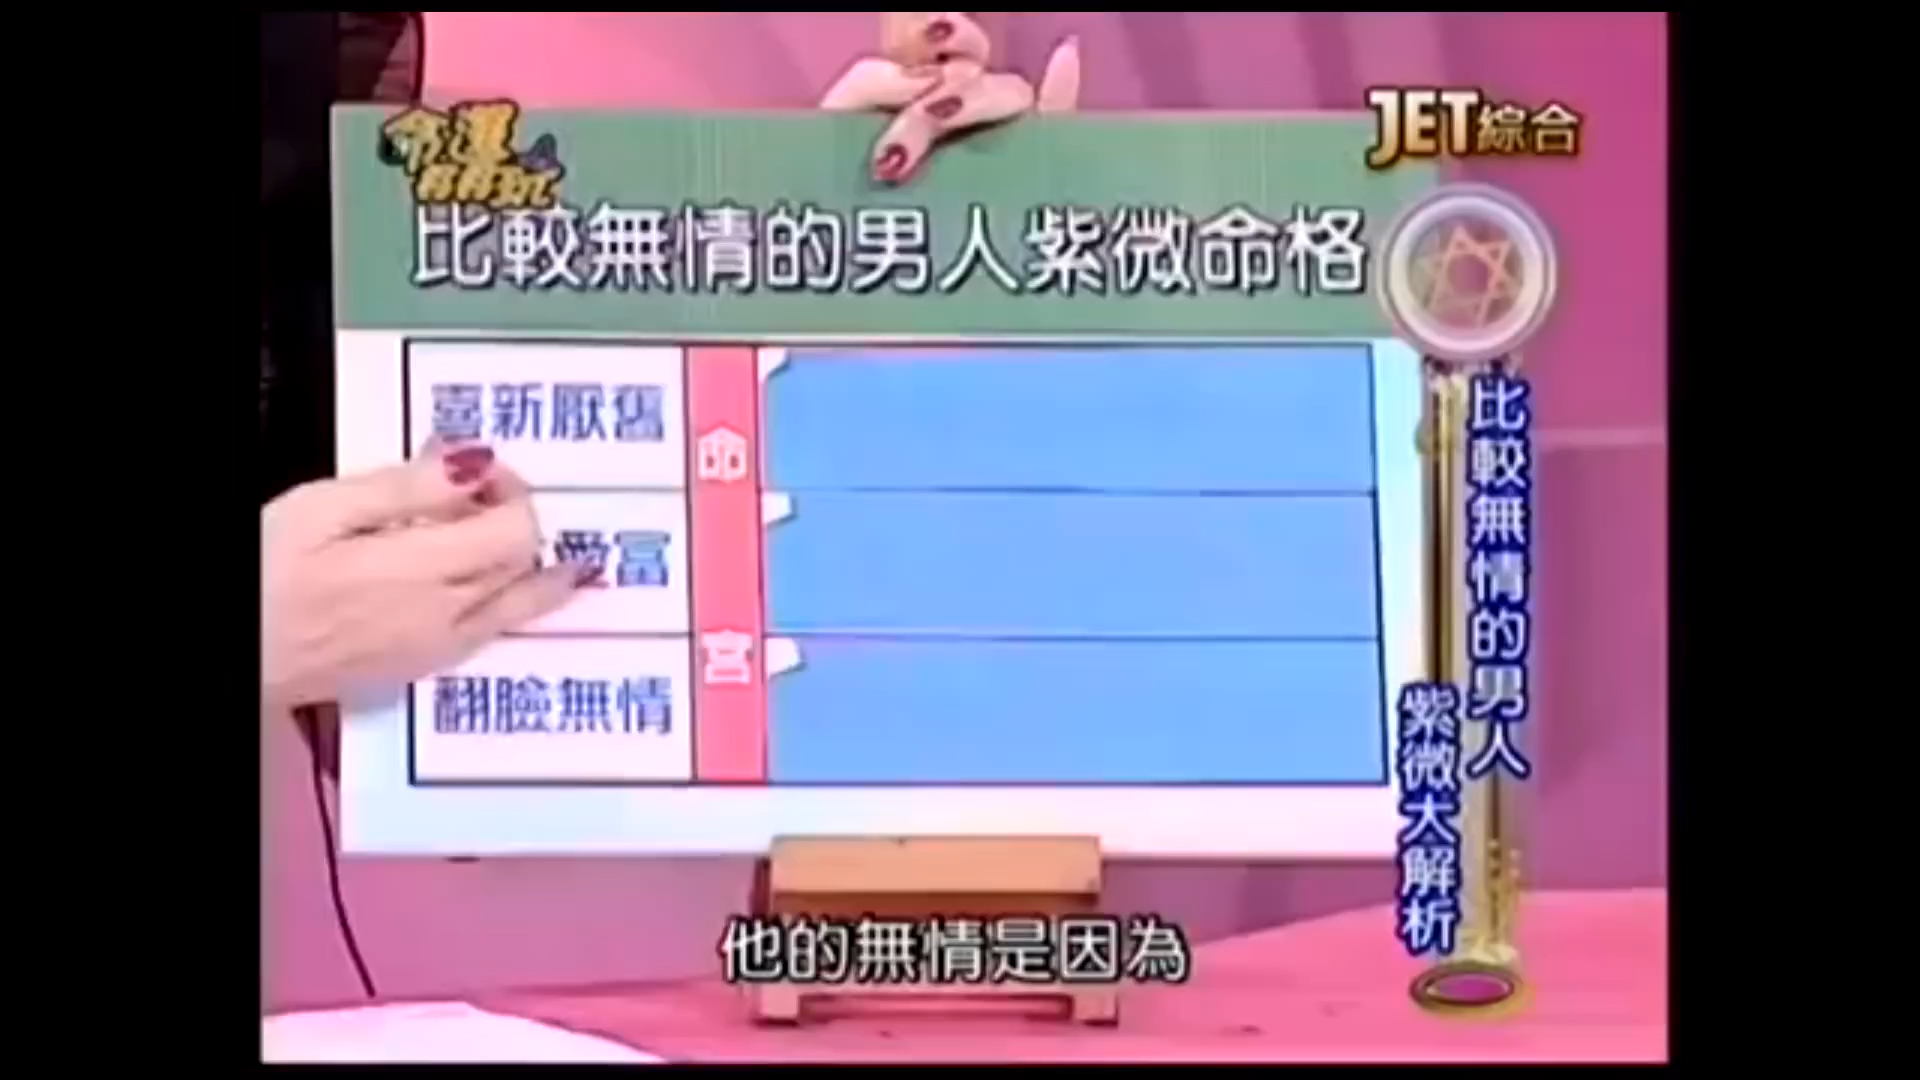 命運好好玩
JET綜合
比較無情的男人紫微命格
喜新厭舊
愛富
翻臉無情
命宮
比較無情的男人
紫微大解析
他的無情是因為